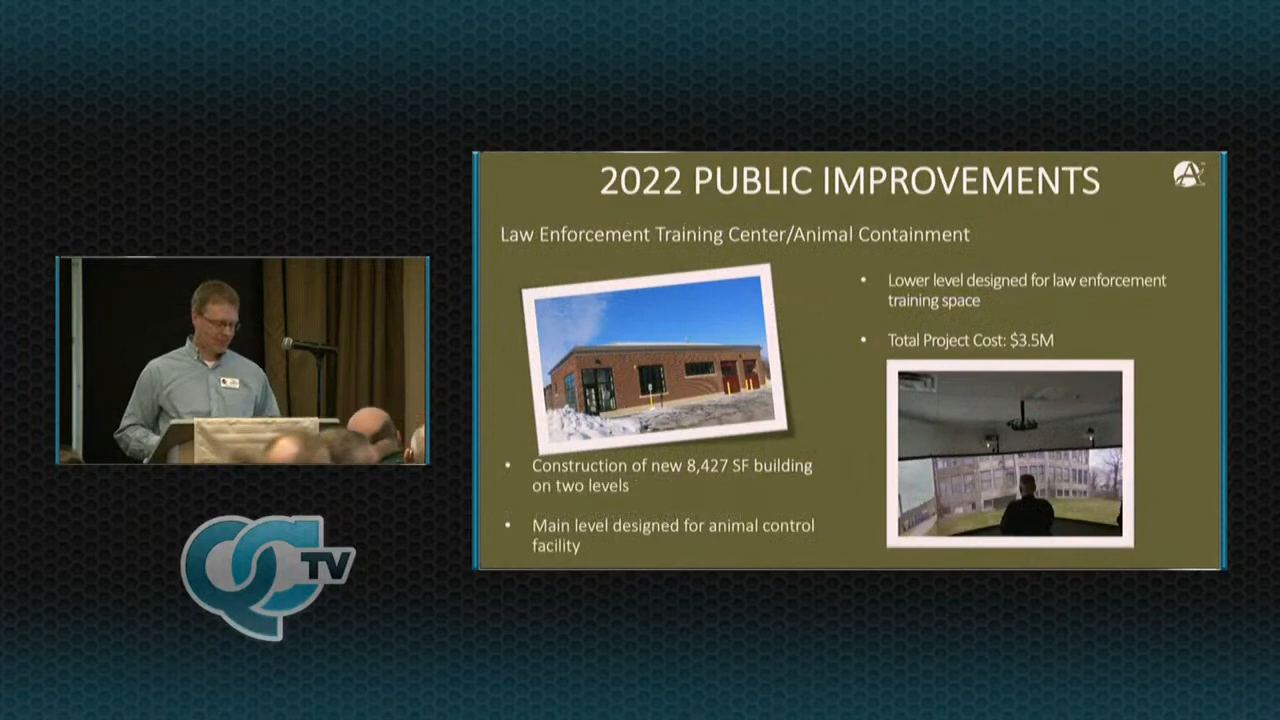 2022 PUBLIC IMPROVEMENTS
A
Law Enforcement Training Center/Animal Containment
• Lower level designed for law enforcement
training space
• Total Project Cost: $3.5M
• Construction of new 8,427 SF building
on two levels
• Main level designed for animal control
facility
QC TV